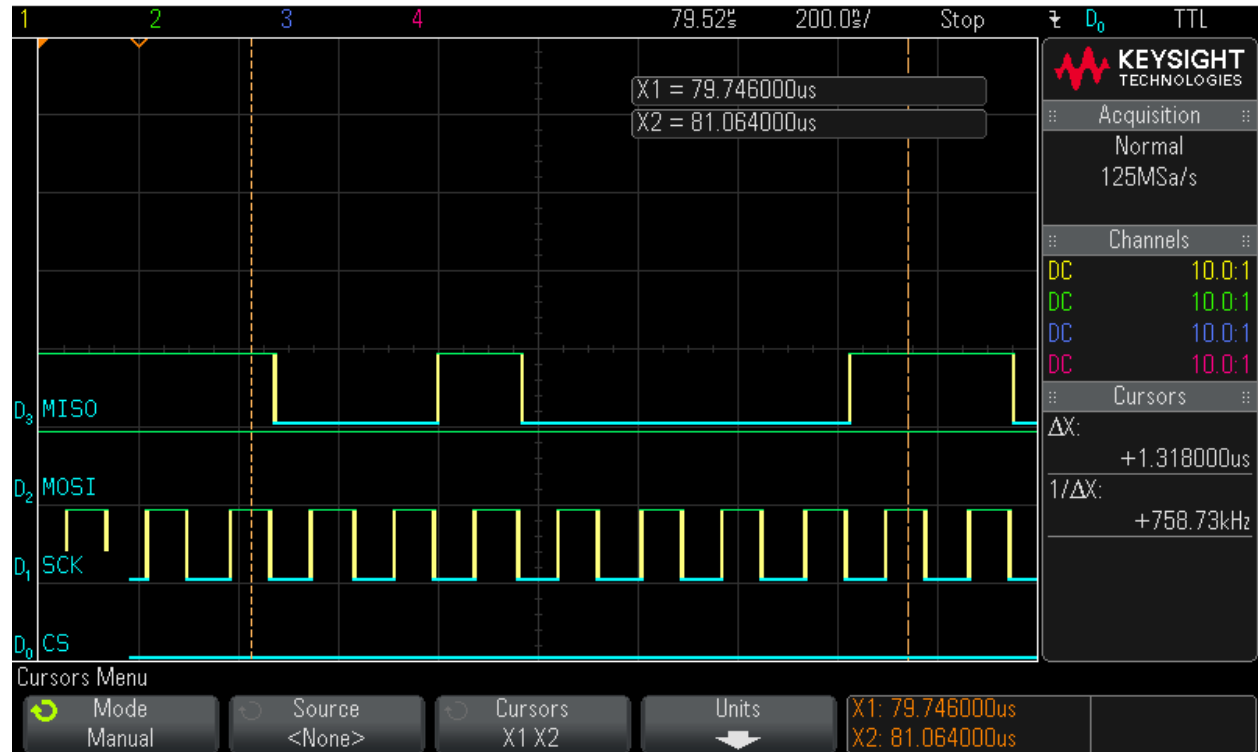 1 2 3 4 79.52µs 200.0ns/ Stop D0 TTL
KEYSIGHT
TECHNOLOGIES
X1 = 79.746000us
X2 = 81.064000us
Acquisition
Normal
125MSa/s
Channels
DC 10.0:1
DC 10.0:1
DC 10.0:1
DC 10.0:1
Cursors
ΔX:
+1.318000us
1/ΔX:
+758.73kHz
D3 MISO
D2 MOSI
D1 SCK
D0 CS
Cursors Menu
Mode
Manual
Source
<None>
Cursors
X1 X2
Units
X1: 79.746000us
X2: 81.064000us